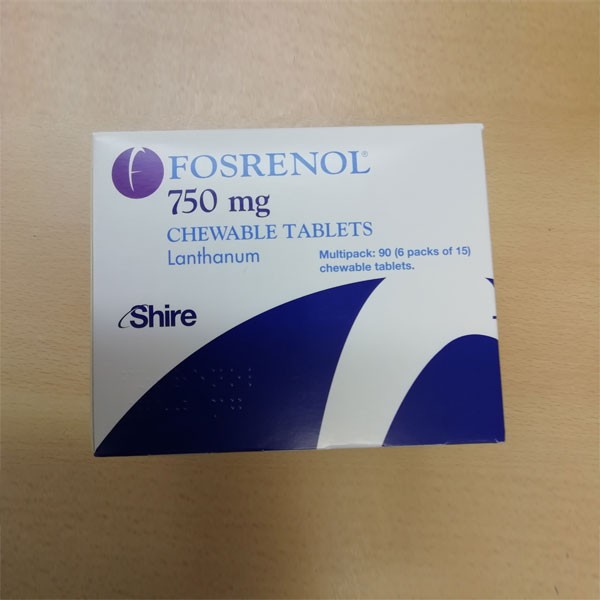 FOSRENOL®
750 mg
CHEWABLE TABLETS
Lanthanum
Multipack: 90 (6 packs of 15)
chewable tablets.
Shire